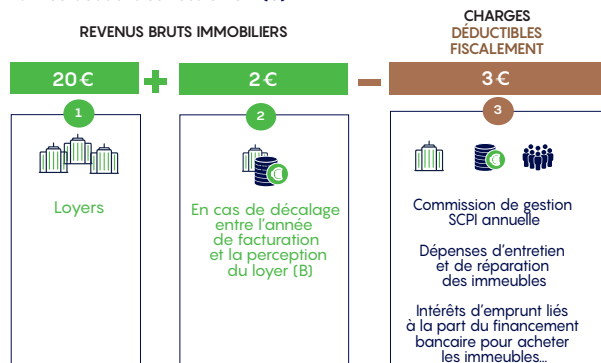 REVENUS BRUTS IMMOBILIERS
CHARGES
DÉDUCTIBLES
FISCALEMENT
20 €
+
2 €
–
3 €
1
2
3
Loyers
En cas de décalage
entre l'année
de facturation
et la perception
du loyer (B)
Commission de gestion
SCPI annuelle
Dépenses d'entretien
et de réparation
des immeubles
Intérêts d'emprunt liés
à la part du financement
bancaire pour acheter
les immeubles...